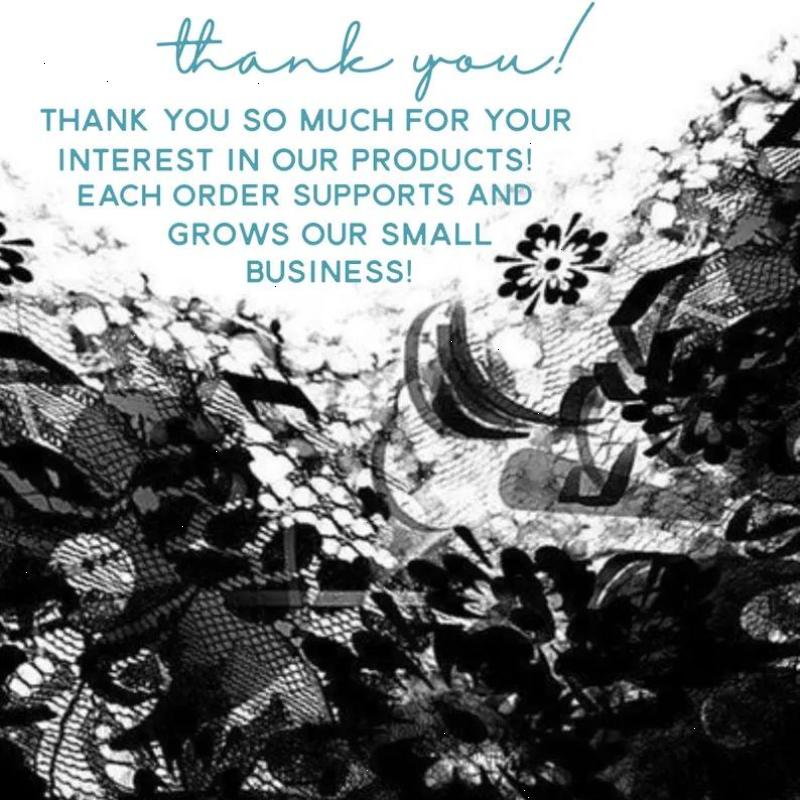 thank you!
THANK YOU SO MUCH FOR YOUR
INTEREST IN OUR PRODUCTS!
EACH ORDER SUPPORTS AND
GROWS OUR SMALL
BUSINESS!